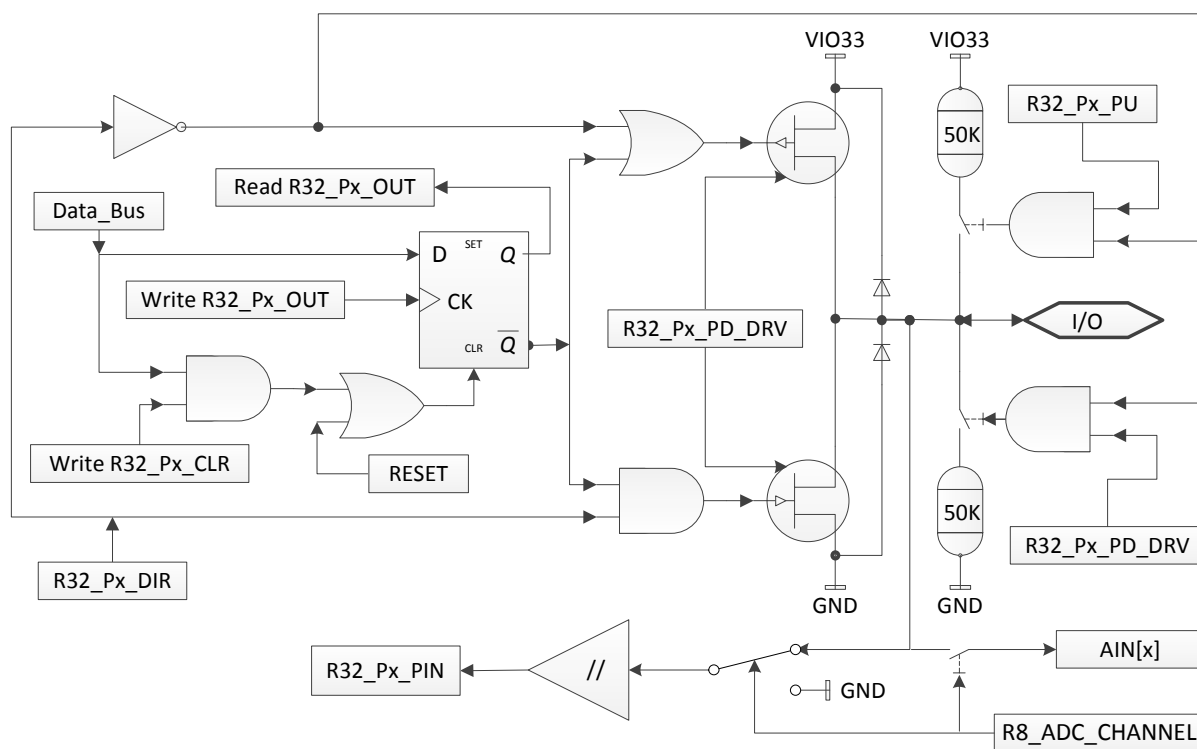 VIO33
VIO33
R32_Px_PU
50K
Read R32_Px_OUT
Data_Bus
D
SET
Q
Write R32_Px_OUT
CK
R32_Px_PD_DRV
I/O
CLR
Q
Write R32_Px_CLR
RESET
50K
R32_Px_PD_DRV
R32_Px_DIR
GND
GND
R32_Px_PIN
//
AIN[x]
GND
R8_ADC_CHANNEL